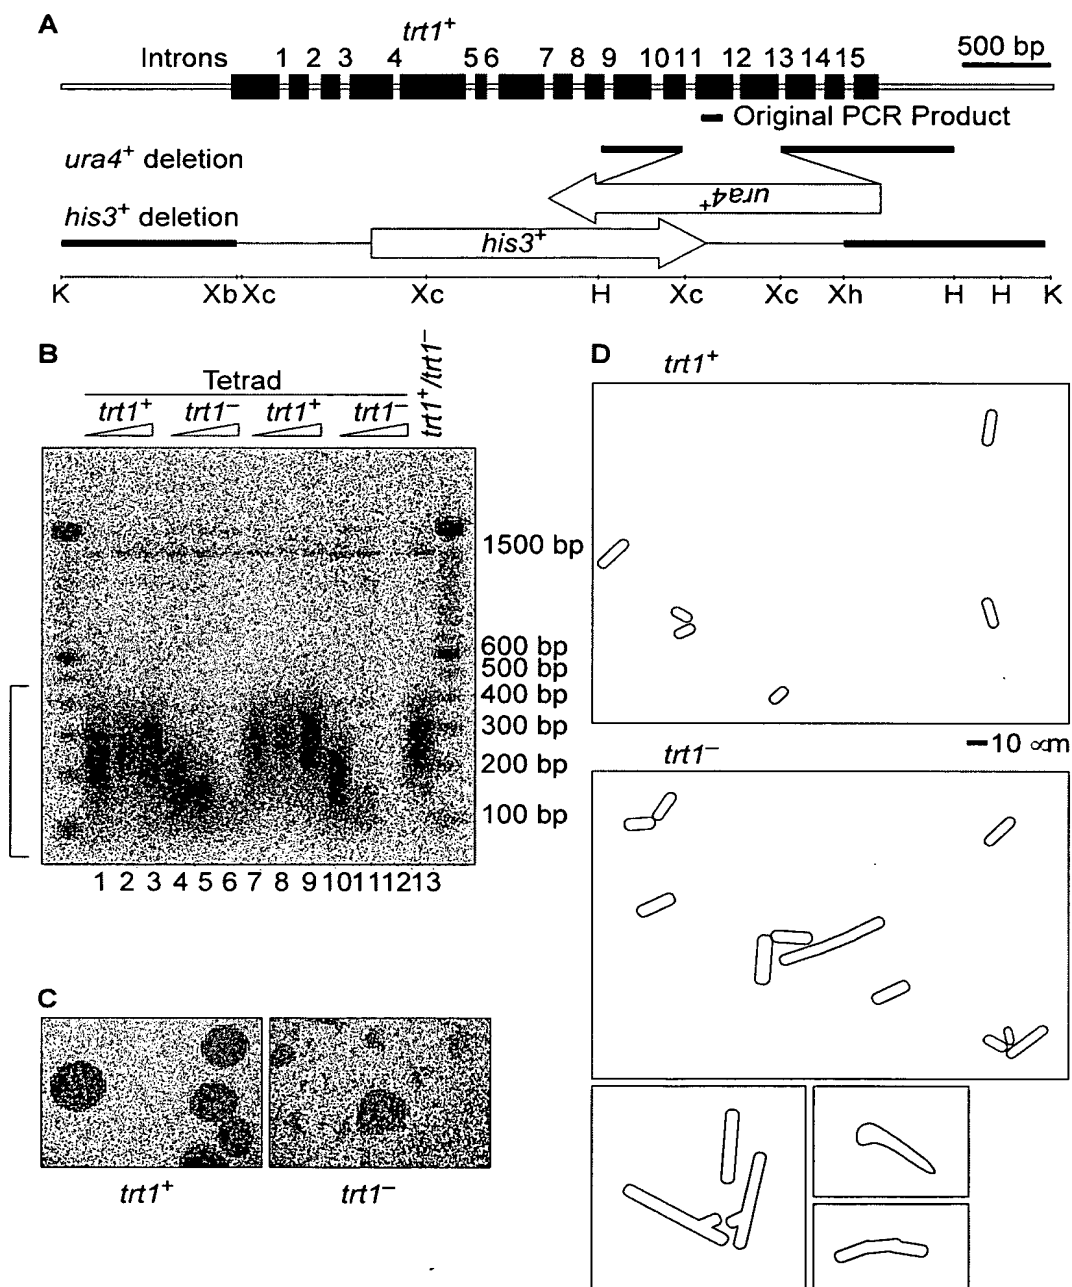 A
trt1+
Introns 1 2 3 4 5 6 7 8 9 10 11 12 13 14 15
500 bp
Original PCR Product
ura4+ deletion
ura4+
his3+ deletion
his3+
K Xb Xc Xc H Xc Xc Xh H H K
B
Tetrad
trt1+ trt1− trt1+ trt1−
trt1+/trt1−
1500 bp
600 bp
500 bp
400 bp
300 bp
200 bp
100 bp
1 2 3 4 5 6 7 8 9 10 11 12 13
C
trt1+ trt1−
D
trt1+
10 ∝m
trt1−